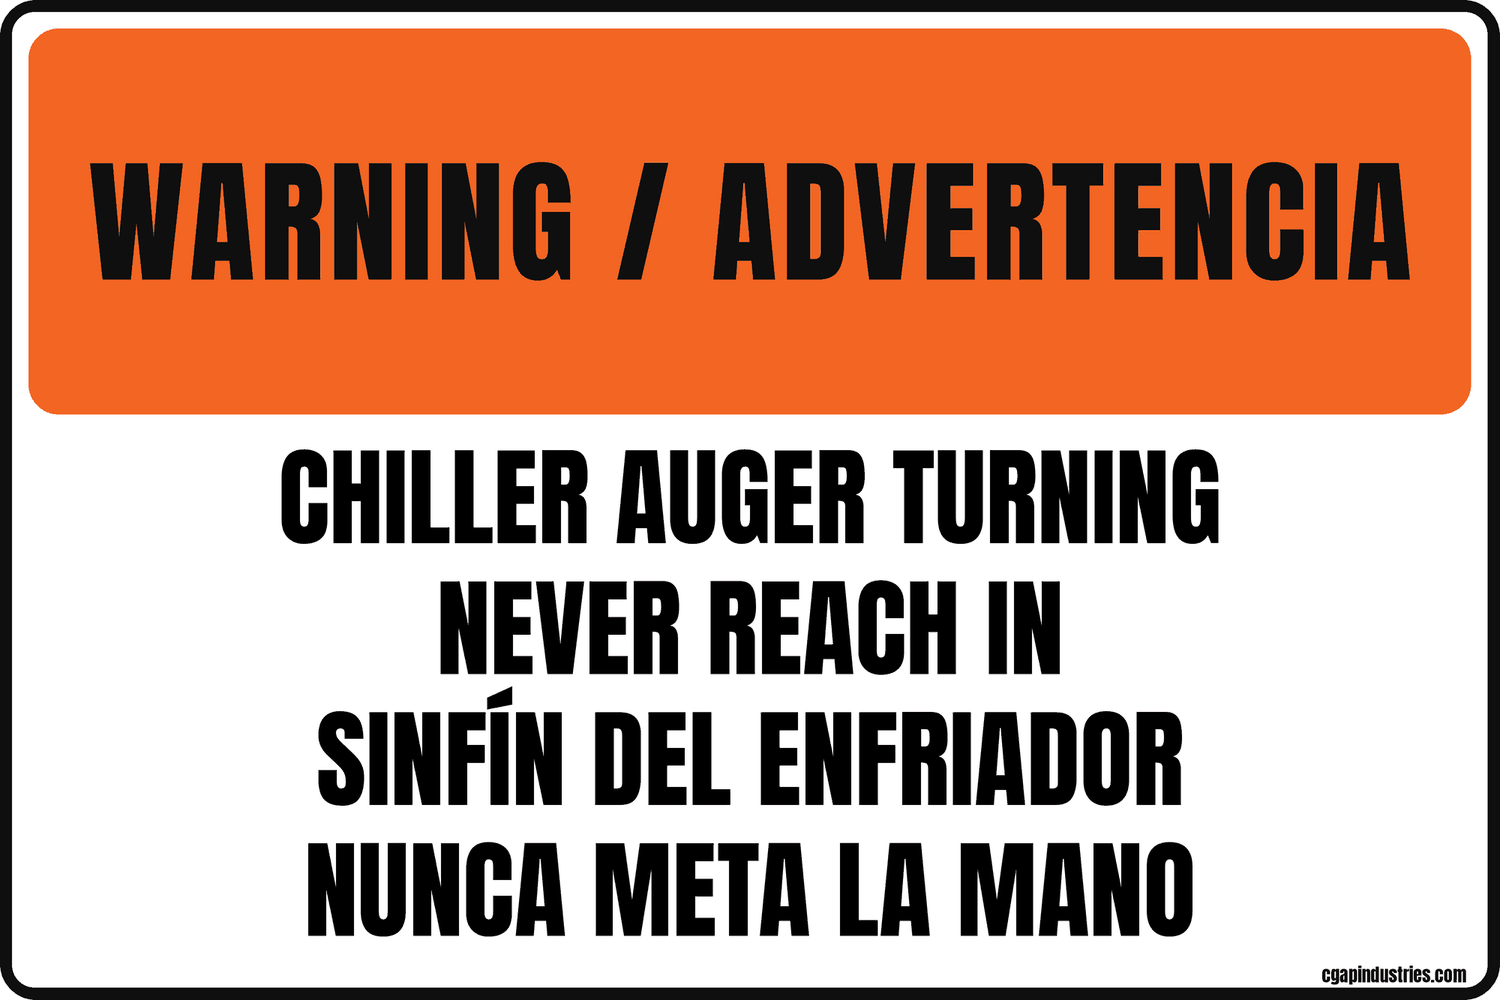 WARNING / ADVERTENCIA
CHILLER AUGER TURNING
NEVER REACH IN
SINFÍN DEL ENFRIADOR
NUNCA META LA MANO
cgapindustries.com